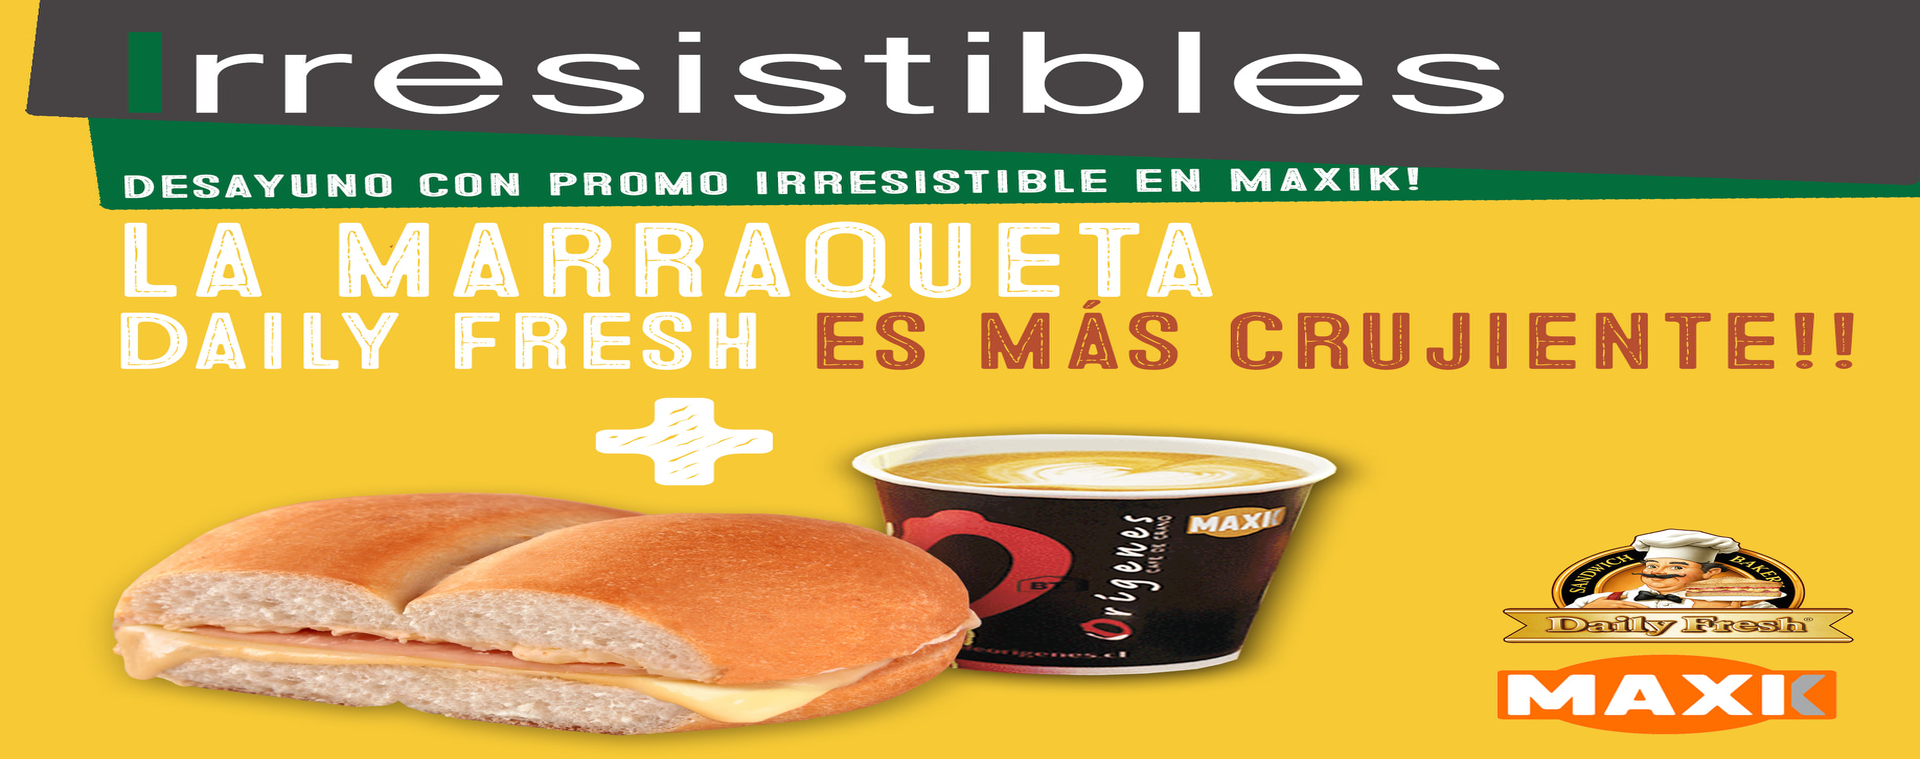 Irresistibles
DESAYUNO CON PROMO IRRESISTIBLE EN MAXIK!
LA MARRAQUETA
DAILY FRESH ES MÁS CRUJIENTE!!
MAXIK
Orígenes
CAFÉ DE GRANO
SANDWICH BAKERY
Daily Fresh®
MAXIK